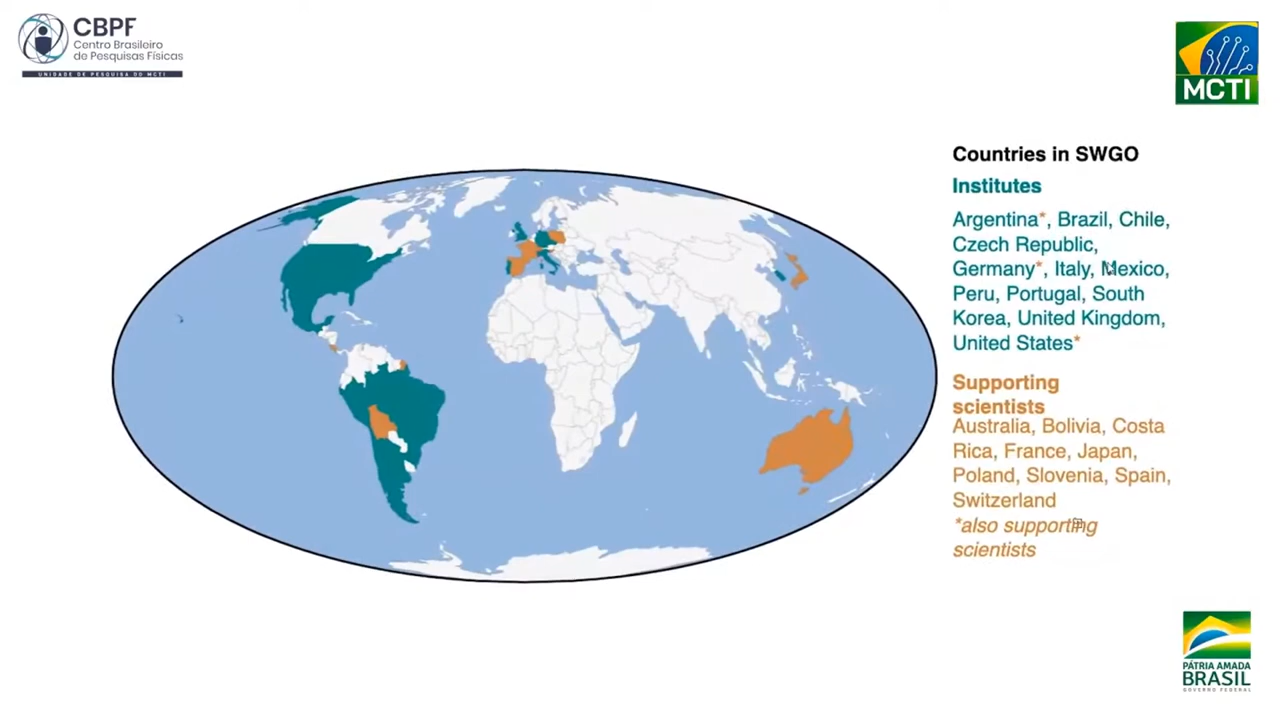 CBPF
Centro Brasileiro
de Pesquisas Físicas
UNIDADE DE PESQUISA DO MCTI
MCTI
Countries in SWGO
Institutes
Argentina*, Brazil, Chile,
Czech Republic,
Germany*, Italy, Mexico,
Peru, Portugal, South
Korea, United Kingdom,
United States*
Supporting
scientists
Australia, Bolivia, Costa
Rica, France, Japan,
Poland, Slovenia, Spain,
Switzerland
*also supporting
scientists
PÁTRIA AMADA
BRASIL
GOVERNO FEDERAL